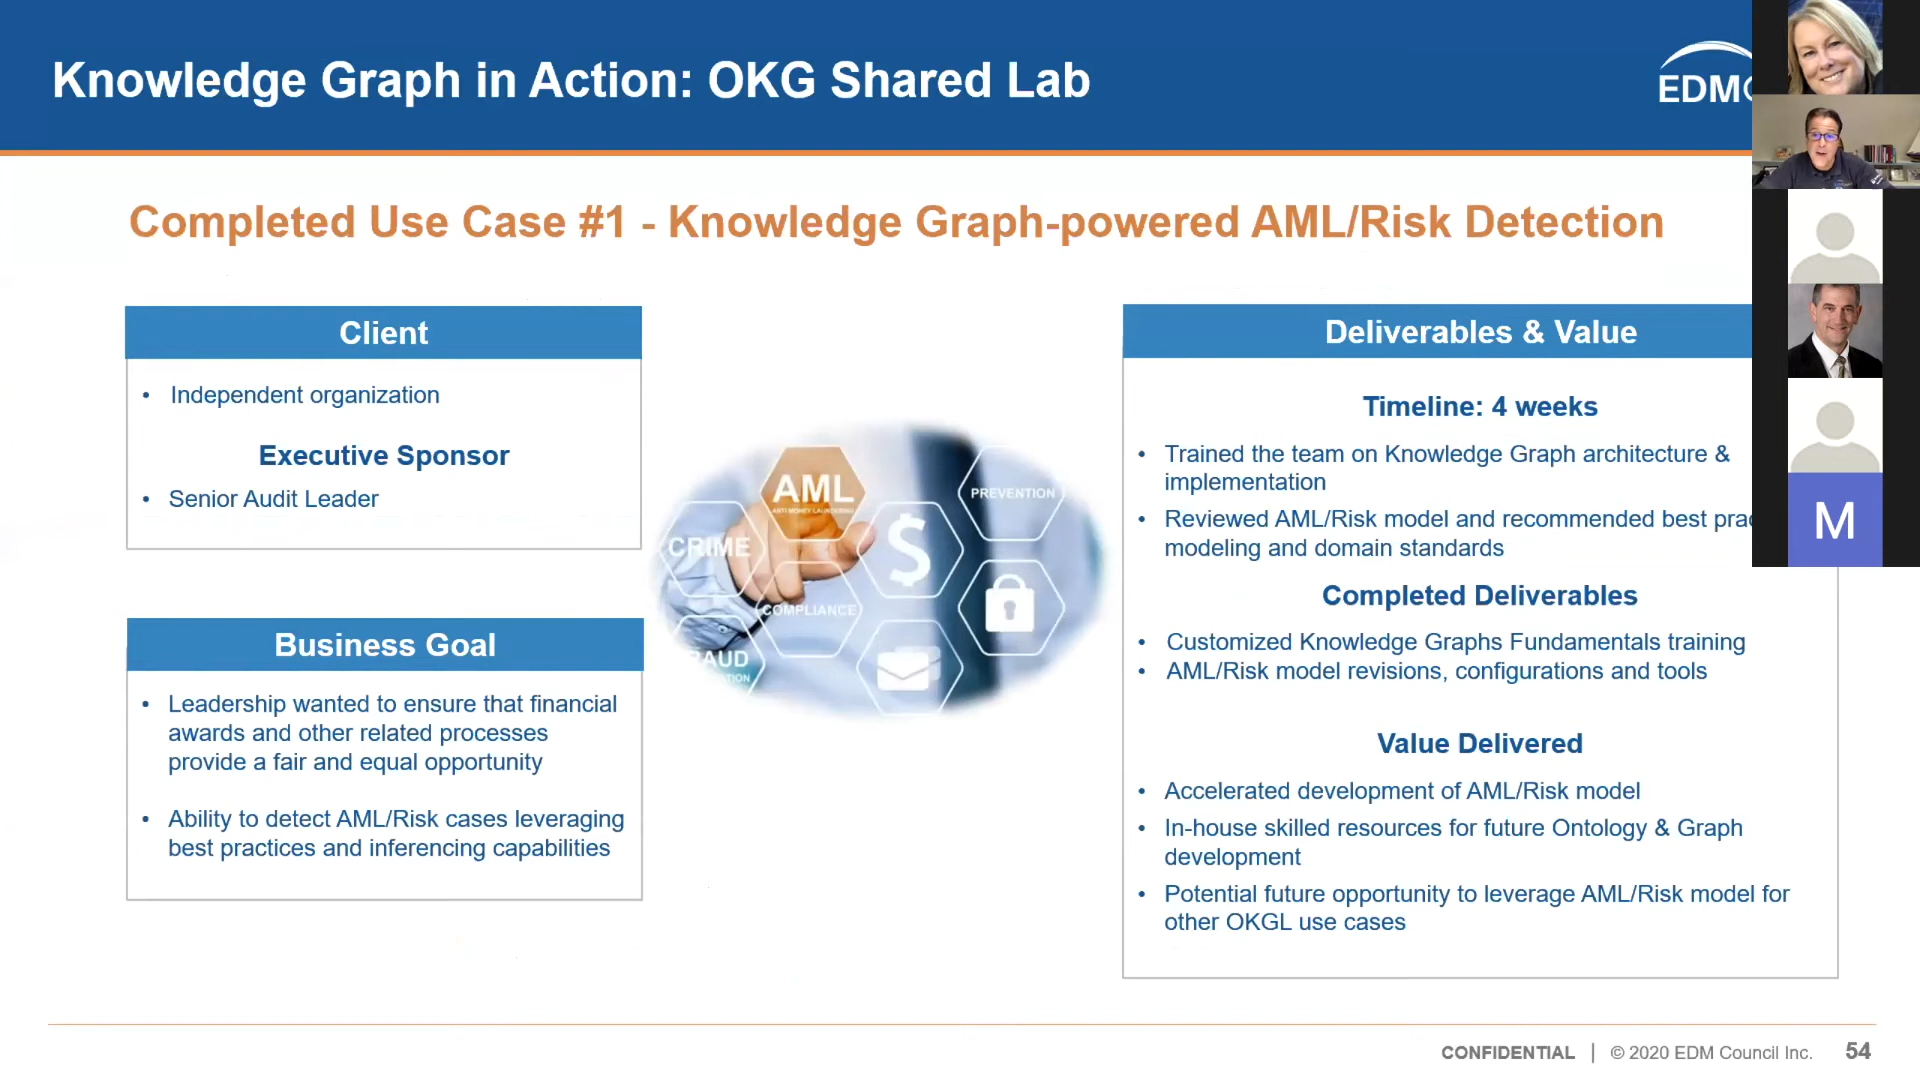 Knowledge Graph in Action: OKG Shared Lab
EDM
Completed Use Case #1 - Knowledge Graph-powered AML/Risk Detection
Client
• Independent organization
Executive Sponsor
• Senior Audit Leader
Business Goal
• Leadership wanted to ensure that financial
awards and other related processes
provide a fair and equal opportunity
• Ability to detect AML/Risk cases leveraging
best practices and inferencing capabilities
AML
ANTI MONEY LAUNDERING
PREVENTION
CRIME
$
COMPLIANCE
Deliverables & Value
Timeline: 4 weeks
• Trained the team on Knowledge Graph architecture &
implementation
• Reviewed AML/Risk model and recommended best
modeling and domain standards
Completed Deliverables
• Customized Knowledge Graphs Fundamentals training
• AML/Risk model revisions, configurations and tools
Value Delivered
• Accelerated development of AML/Risk model
• In-house skilled resources for future Ontology & Graph
development
• Potential future opportunity to leverage AML/Risk model for
other OKGL use cases
M
CONFIDENTIAL | © 2020 EDM Council Inc. 54